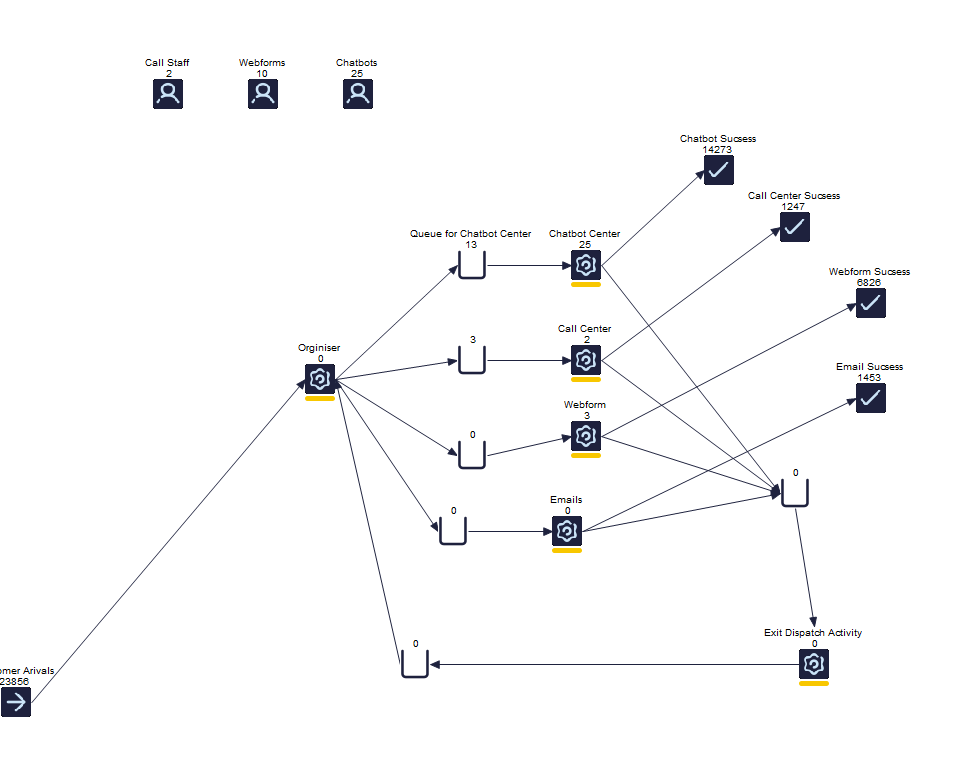 Call Staff
2
Webforms
10
Chatbots
25
Chatbot Sucsess
14273
Call Center Sucsess
1247
Queue for Chatbot Center
13
Chatbot Center
25
Webform Sucsess
6826
Call Center
2
3
Orginiser
0
Email Sucsess
1453
Webform
3
0
0
Emails
0
0
Exit Dispatch Activity
0
0
omer Arivals
23856